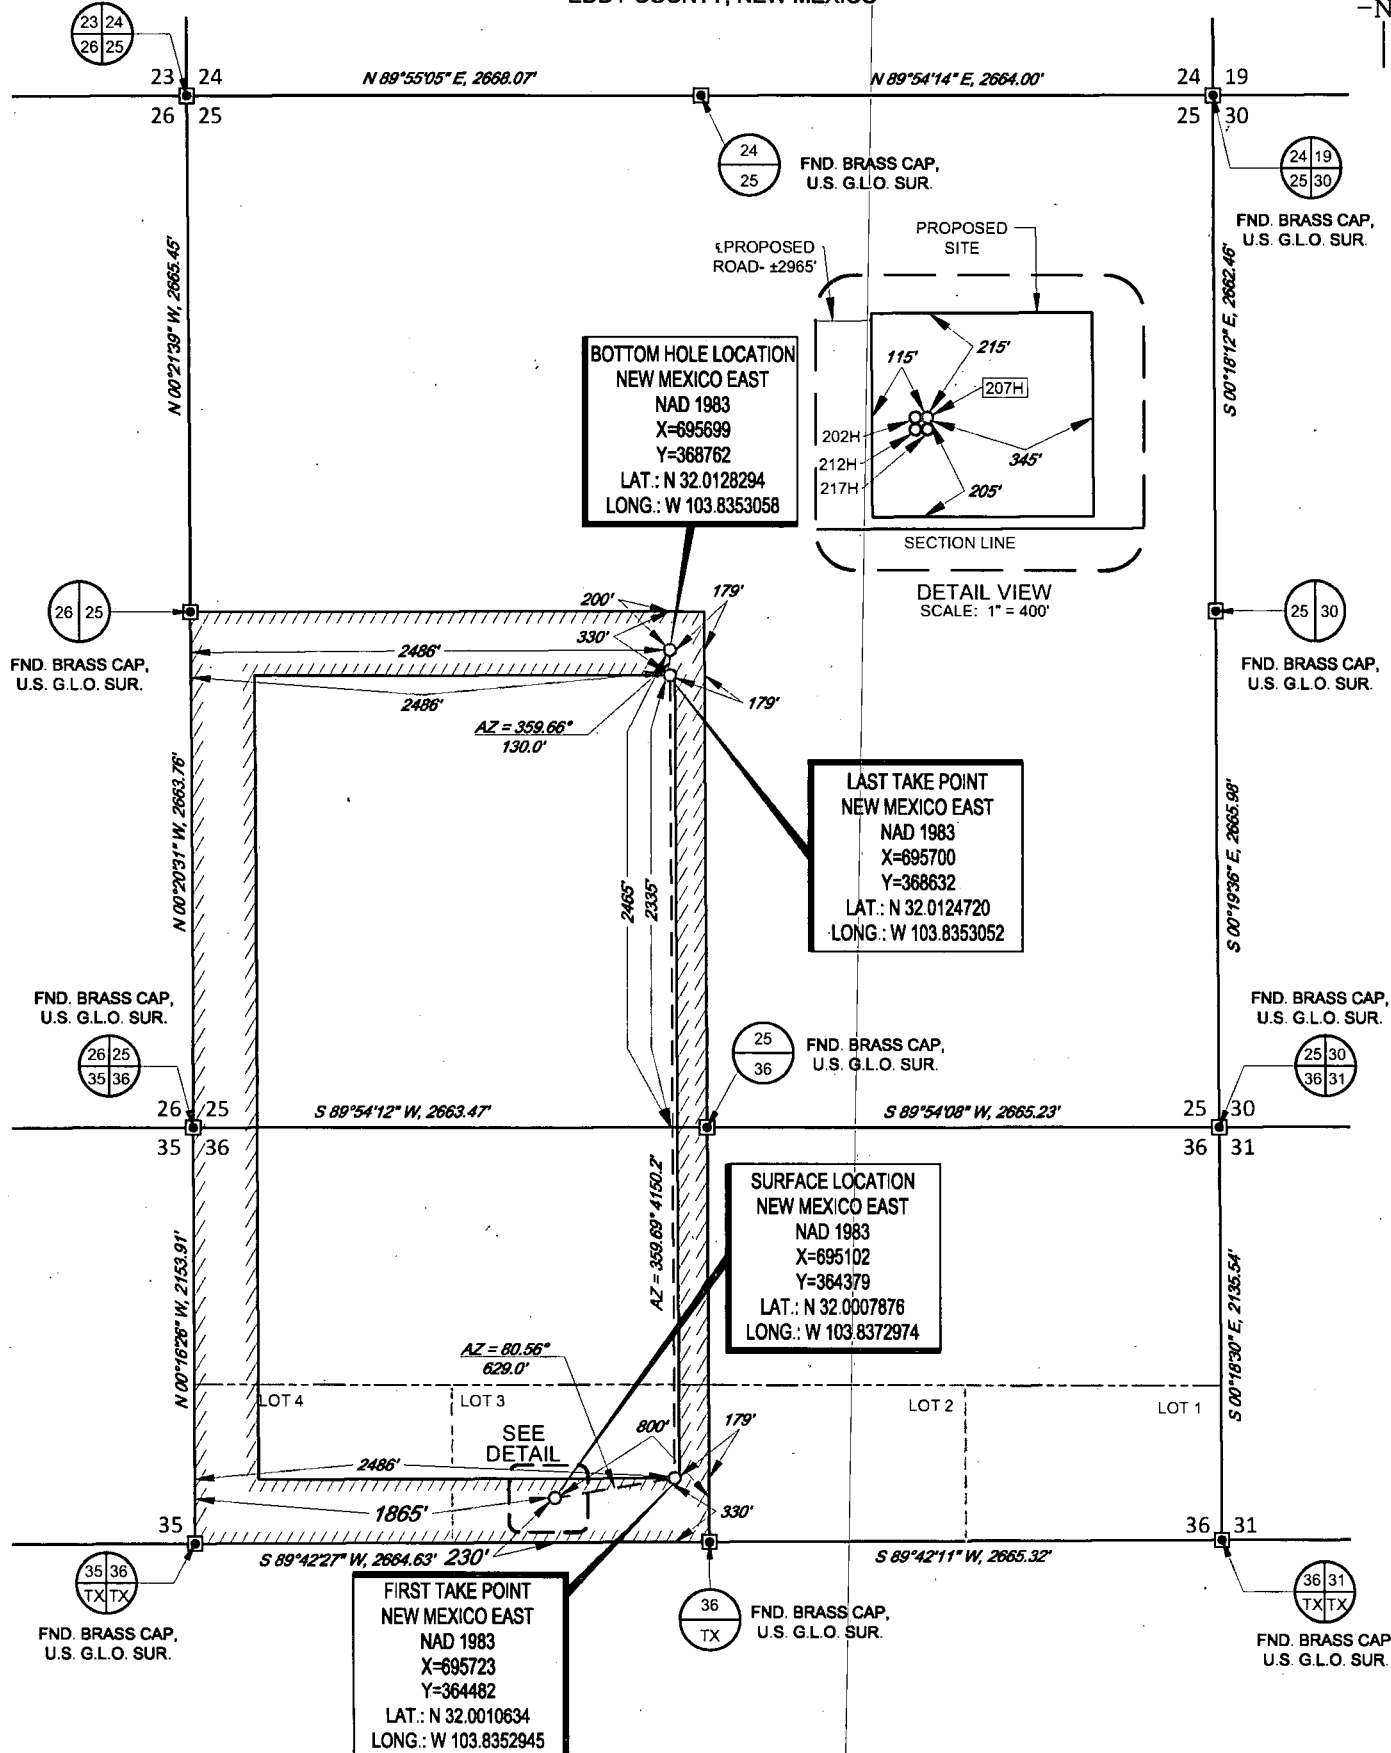 EDDY COUNTY, NEW MEXICO
-N
23 24
26 25
23 24
26 25
N 89°55'05" E, 2668.07'
N 89°54'14" E, 2664.00'
24 19
25 30
24
25
FND. BRASS CAP,
U.S. G.L.O. SUR.
24 19
25 30
FND. BRASS CAP,
U.S. G.L.O. SUR.
N 00°21'39" W, 2665.45'
S 00°18'12" E, 2662.46'
PROPOSED
ROAD- ±2965'
PROPOSED
SITE
115'
215'
207H
202H
212H
217H
345'
205'
SECTION LINE
DETAIL VIEW
SCALE: 1" = 400'
BOTTOM HOLE LOCATION
NEW MEXICO EAST
NAD 1983
X=695699
Y=368762
LAT.: N 32.0128294
LONG.: W 103.8353058
26 25
FND. BRASS CAP,
U.S. G.L.O. SUR.
25 30
FND. BRASS CAP,
U.S. G.L.O. SUR.
200'
179'
330'
2486'
2486'
179'
AZ = 359.66°
130.0'
N 00°20'31" W, 2663.76'
2465'
2335'
S 00°19'36" E, 2665.98'
LAST TAKE POINT
NEW MEXICO EAST
NAD 1983
X=695700
Y=368632
LAT.: N 32.0124720
LONG.: W 103.8353052
FND. BRASS CAP,
U.S. G.L.O. SUR.
26 25
35 36
25
36
FND. BRASS CAP,
U.S. G.L.O. SUR.
FND. BRASS CAP,
U.S. G.L.O. SUR.
25 30
36 31
26 25
35 36
S 89°54'12" W, 2663.47'
S 89°54'08" W, 2665.23'
25 30
36 31
SURFACE LOCATION
NEW MEXICO EAST
NAD 1983
X=695102
Y=364379
LAT.: N 32.0007876
LONG.: W 103.8372974
N 00°16'26" W, 2153.91'
AZ = 359.69° 4150.2'
S 00°18'30" E, 2135.54'
AZ = 80.56°
629.0'
LOT 4
LOT 3
LOT 2
LOT 1
SEE
DETAIL
800'
179'
2486'
1865'
330'
35
36 31
S 89°42'27" W, 2664.63'
230'
S 89°42'11" W, 2665.32'
35 36
TX TX
FND. BRASS CAP,
U.S. G.L.O. SUR.
36
TX
FND. BRASS CAP,
U.S. G.L.O. SUR.
36 31
TX TX
FND. BRASS CAP
U.S. G.L.O. SUR.
FIRST TAKE POINT
NEW MEXICO EAST
NAD 1983
X=695723
Y=364482
LAT.: N 32.0010634
LONG.: W 103.8352945